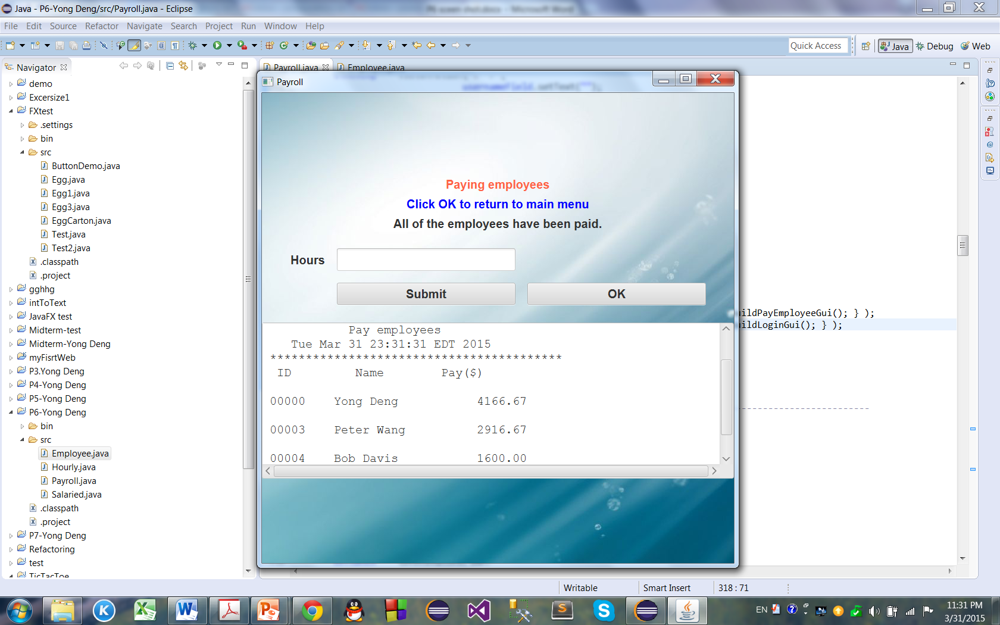 Java - P6-Yong Deng/src/Payroll.java - Eclipse
File Edit Source Refactor Navigate Search Project Run Window Help
Quick Access
Java
Debug
Web
Navigator
demo
Excersize1
FXtest
.settings
bin
src
ButtonDemo.java
Egg.java
Egg1.java
Egg3.java
EggCarton.java
Test.java
Test2.java
.classpath
.project
gghhg
intToText
JavaFX test
Midterm-test
Midterm-Yong Deng
myFisrtWeb
P3.Yong Deng
P4-Yong Deng
P5-Yong Deng
P6-Yong Deng
bin
src
Employee.java
Hourly.java
Payroll.java
Salaried.java
.classpath
.project
P7-Yong Deng
Refactoring
test
TicTacToe
Payroll.java
Employee.java
Payroll
usernameField.setText("");
Paying employees
Click OK to return to main menu
All of the employees have been paid.
Hours
Submit
OK
Pay employees
Tue Mar 31 23:31:31 EDT 2015
*****************************************
ID Name Pay($)
00000 Yong Deng 4166.67
00003 Peter Wang 2916.67
00004 Bob Davis 1600.00
uildPayEmployeeGui(); } );
uildLoginGui(); } );
Writable
Smart Insert
318 : 71
EN
11:31 PM
3/31/2015